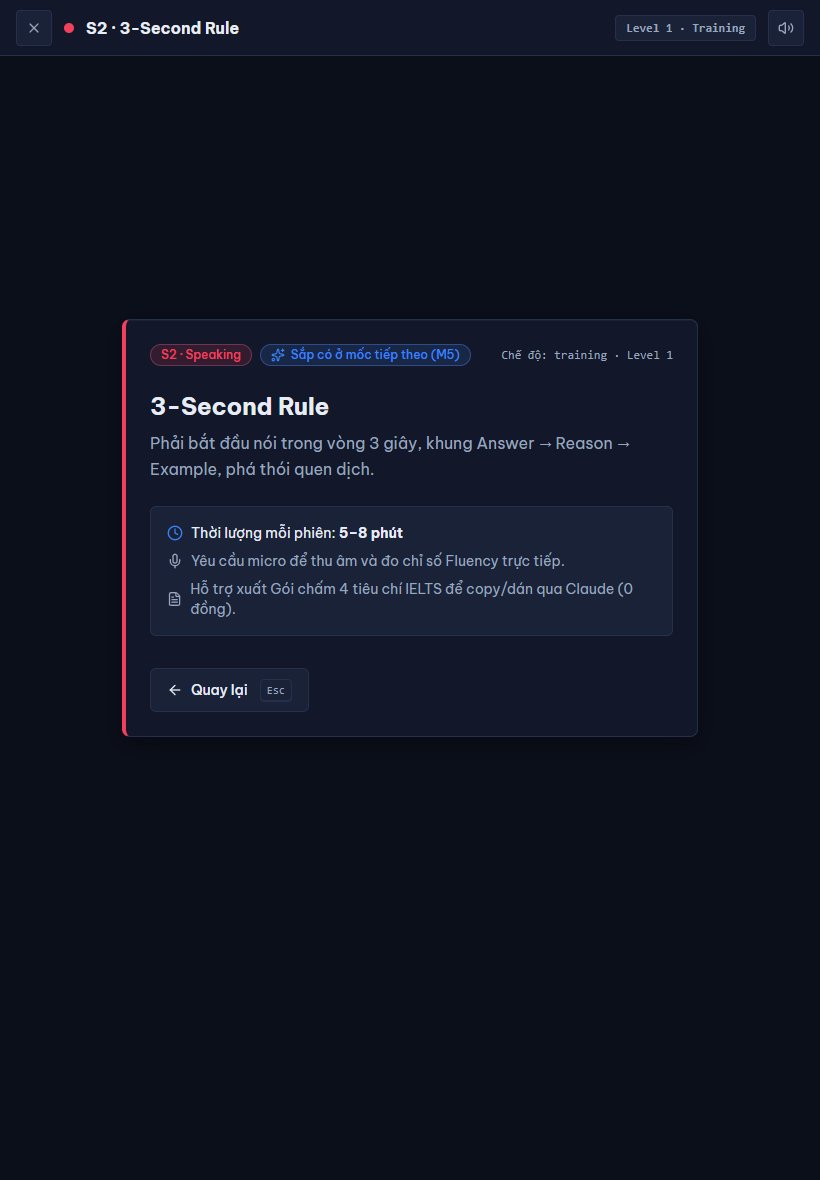 S2 · 3-Second Rule
Level 1 · Training
S2 · Speaking
Sắp có ở mốc tiếp theo (M5)
Chế độ: training · Level 1
3-Second Rule
Phải bắt đầu nói trong vòng 3 giây, khung Answer → Reason →
Example, phá thói quen dịch.
Thời lượng mỗi phiên: 5–8 phút
Yêu cầu micro để thu âm và đo chỉ số Fluency trực tiếp.
Hỗ trợ xuất Gói chấm 4 tiêu chí IELTS để copy/dán qua Claude (0
đồng).
Quay lại
Esc